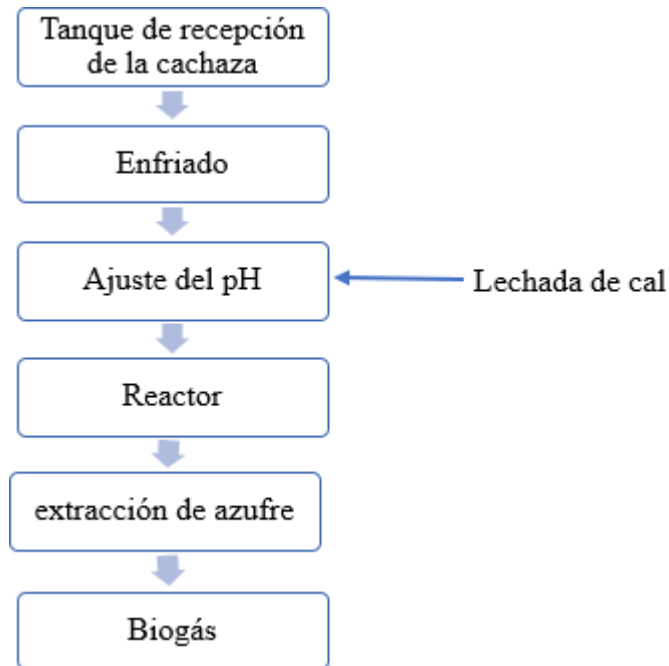 Tanque de recepción
de la cachaza
Enfriado
Ajuste del pH
Lechada de cal
Reactor
extracción de azufre
Biogás